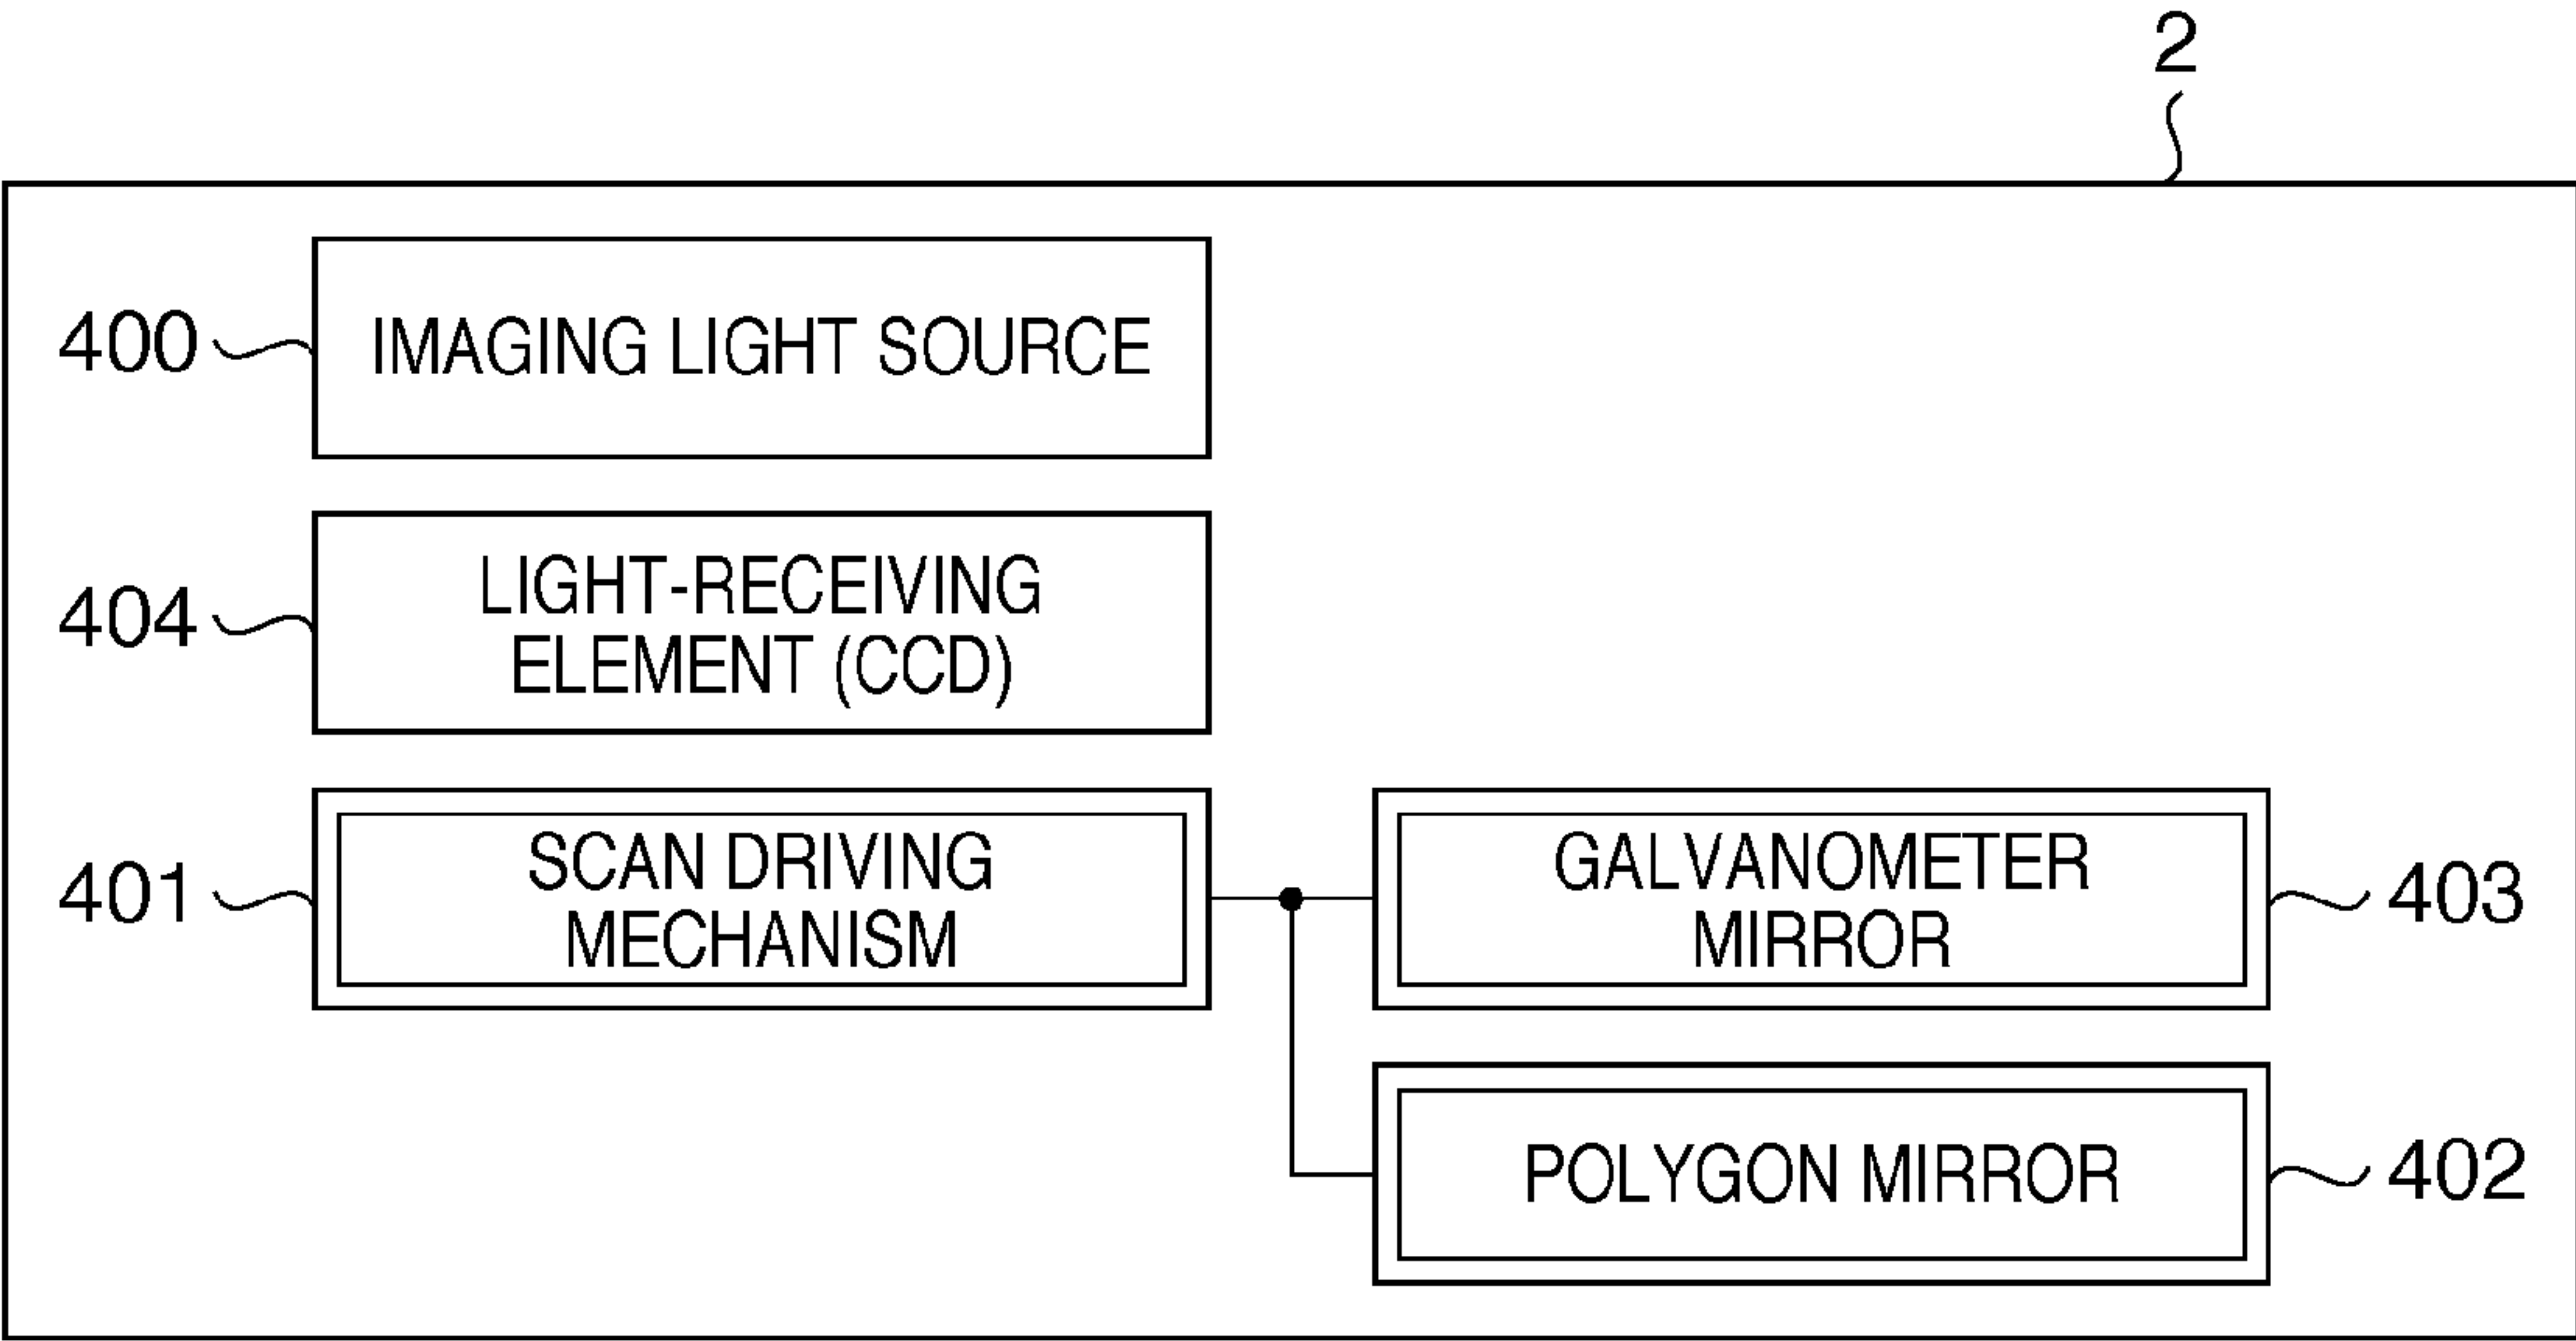 2
400
IMAGING LIGHT SOURCE
404
LIGHT-RECEIVING
ELEMENT (CCD)
401
SCAN DRIVING
MECHANISM
GALVANOMETER
MIRROR
403
POLYGON MIRROR
402